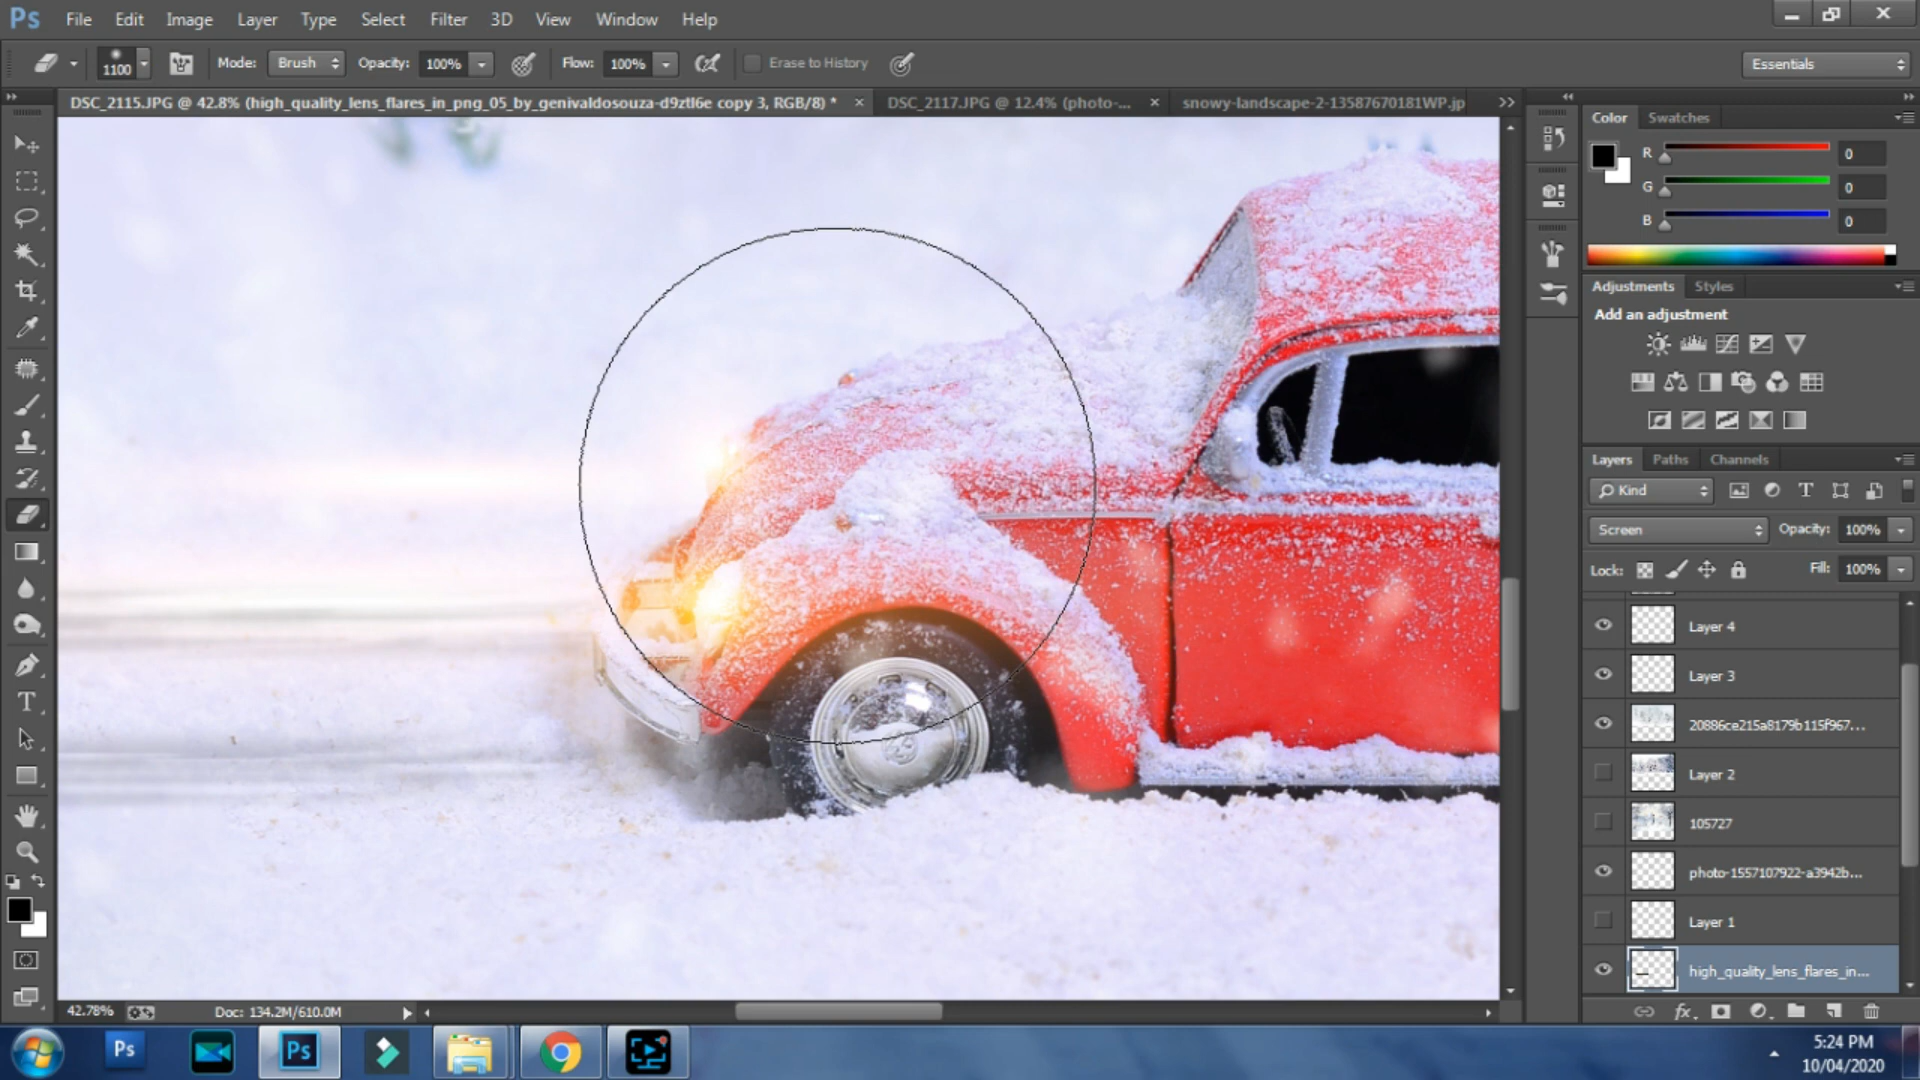 Ps File Edit Image Layer Type Select Filter 3D View Window Help
1100 Mode: Brush Opacity: 100% Flow: 100% Erase to History Essentials
DSC_2115.JPG @ 42.8% (high_quality_lens_flares_in_png_05_by_genivaldosouza-d9ztl6e copy 3, RGB/8) * × DSC_2117.JPG @ 12.4% (photo-... × snowy-landscape-2-13587670181WP.jp
Color Swatches
R 0
G 0
B 0
Adjustments Styles
Add an adjustment
Layers Paths Channels
Kind
Screen Opacity: 100%
Lock: Fill: 100%
Layer 4
Layer 3
20886ce215a8179b115f967...
Layer 2
105727
photo-1557107922-a3942b...
Layer 1
high_quality_lens_flares_in...
42.78% Doc: 134.2M/610.0M
fx
Ps Ps
5:24 PM
10/04/2020